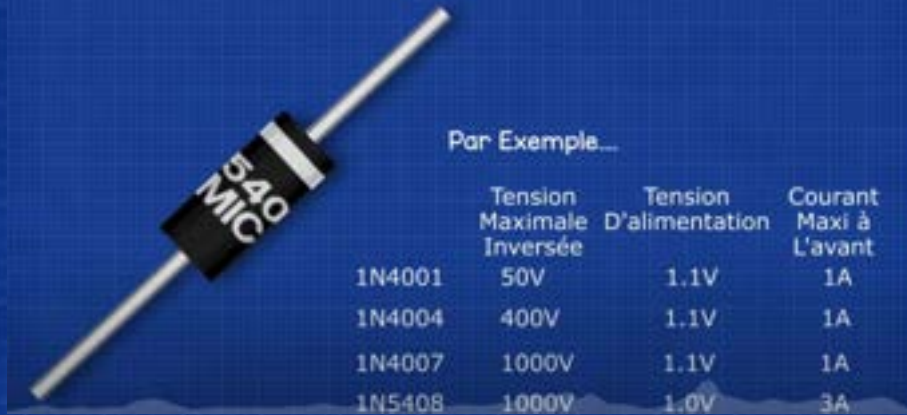 540
MIC
Par Exemple...
Tension Tension Courant
Maximale D'alimentation Maxi à
Inversée L'avant
1N4001 50V 1.1V 1A
1N4004 400V 1.1V 1A
1N4007 1000V 1.1V 1A
1N5408 1000V 1.0V 3A